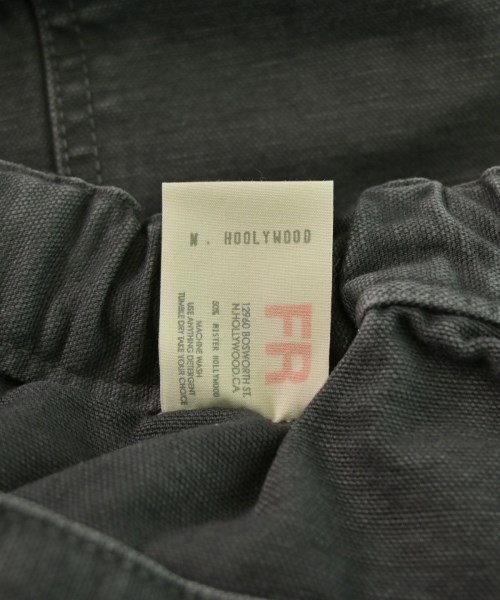 N. HOOLYWOOD
FR
12960 BOSWORTH ST.
N.HOLLYWOOD.CA
MISTER HOLLYWOOD
MACHINE WASH
USE ANYTHING DETERGENT
TUMBLE DRY TAKE YOUR CHOICE